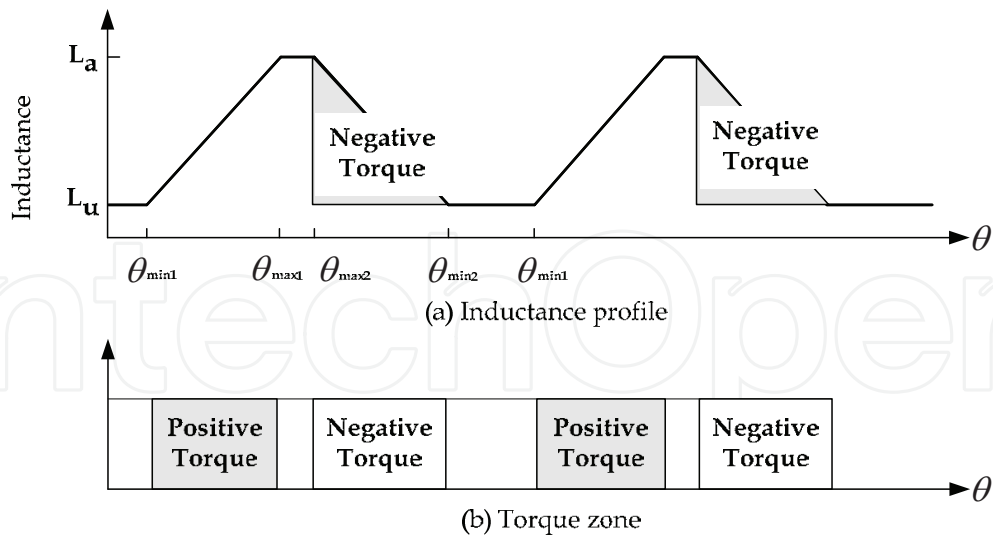 Inductance
Lₐ
Lᵤ
Negative
Torque
Negative
Torque
θ
θmin1
θmax1
θmax2
θmin2
θmin1
(a) Inductance profile
ntechOpen
Positive
Torque
Negative
Torque
Positive
Torque
Negative
Torque
θ
(b) Torque zone